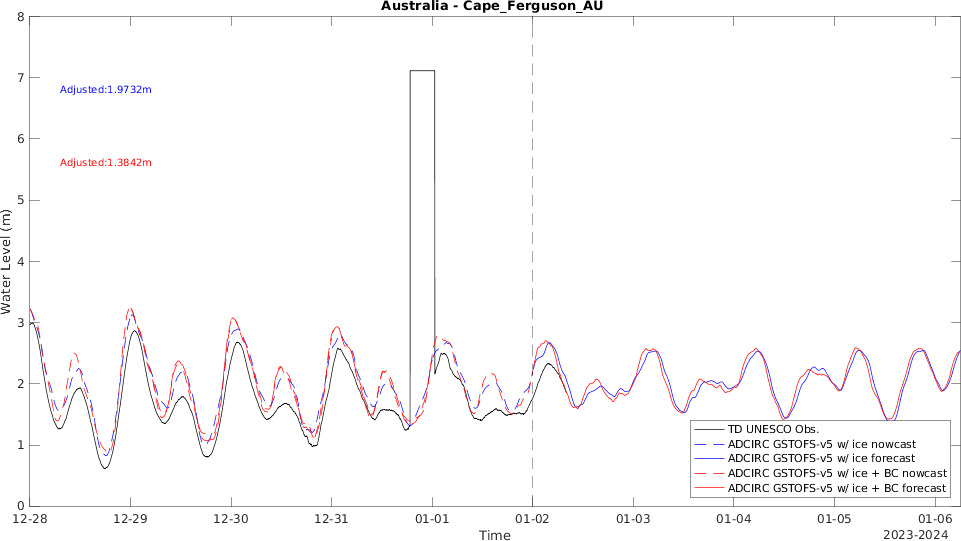 Australia - Cape_Ferguson_AU
8
7
6
5
4
3
2
1
0
Water Level (m)
Adjusted:1.9732m
Adjusted:1.3842m
TD UNESCO Obs.
ADCIRC GSTOFS-v5 w/ ice nowcast
ADCIRC GSTOFS-v5 w/ ice forecast
ADCIRC GSTOFS-v5 w/ ice + BC nowcast
ADCIRC GSTOFS-v5 w/ ice + BC forecast
12-28 12-29 12-30 12-31 01-01 01-02 01-03 01-04 01-05 01-06
Time
2023-2024